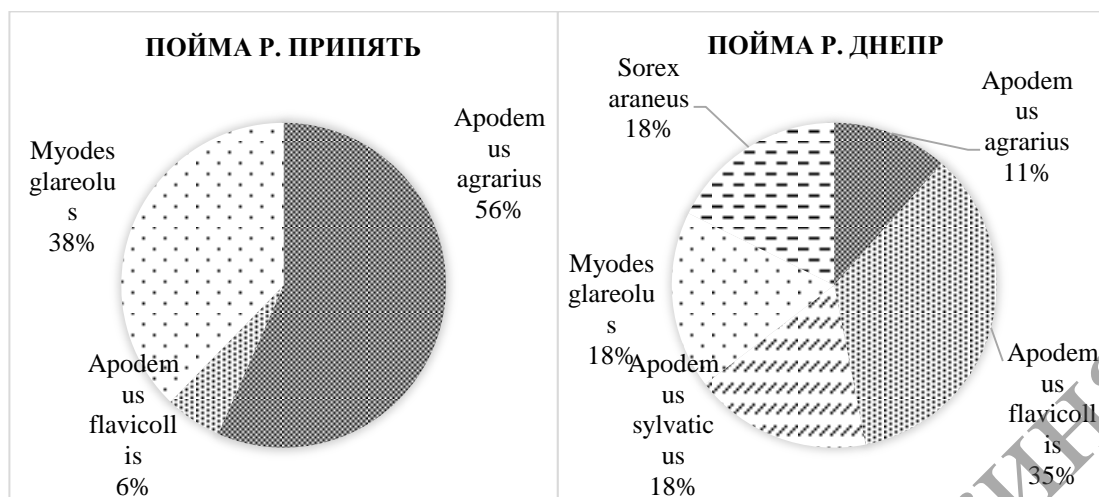 ПОЙМА Р. ПРИПЯТЬ
Apodem
us
agrarius
56%
Apodem
us
flavicoll
is
6%
Myodes
glareolu
s
38%
ПОЙМА Р. ДНЕПР
Sorex
araneus
18%
Apodem
us
agrarius
11%
Apodem
us
flavicoll
is
35%
Apodem
us
sylvatic
us
18%
Myodes
glareolu
s
18%